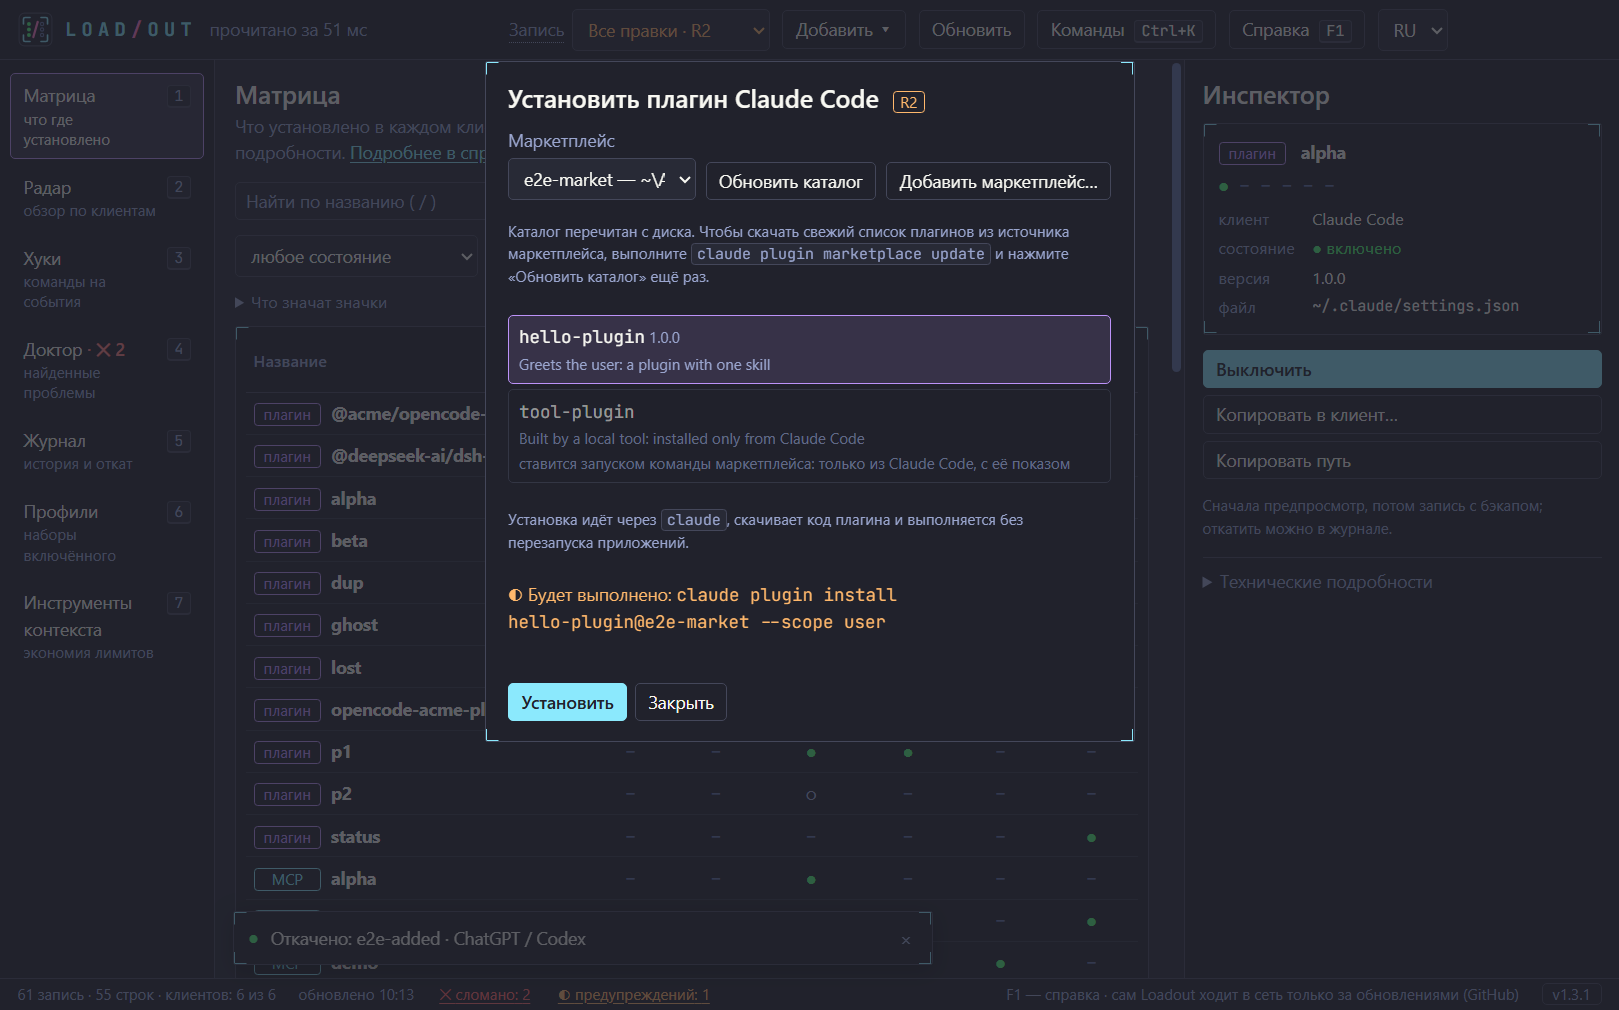 LOAD/OUT прочитано за 51 мс Запись Все правки · R2 Добавить ▾ Обновить Команды Ctrl+K Справка F1 RU
Матрица 1
что где
установлено
Радар 2
обзор по клиентам
Хуки 3
команды на
события
Доктор · ✕ 2 4
найденные
проблемы
Журнал 5
история и откат
Профили 6
наборы
включённого
Инструменты 7
контекста
экономия лимитов
Матрица
Что установлено в каждом кли
подробности. Подробнее в спр
Найти по названию ( / )
любое состояние
▶ Что значат значки
Название
плагин @acme/opencode-
плагин @deepseek-ai/dsh-
плагин alpha
плагин beta
плагин dup
плагин ghost
плагин lost
плагин opencode-acme-pl
плагин p1
плагин p2
плагин status
MCP alpha
MCP demo
Установить плагин Claude Code R2
Маркетплейс
e2e-market — ~\/ Обновить каталог Добавить маркетплейс...
Каталог перечитан с диска. Чтобы скачать свежий список плагинов из источника
маркетплейса, выполните claude plugin marketplace update и нажмите
«Обновить каталог» ещё раз.
hello-plugin 1.0.0
Greets the user: a plugin with one skill
tool-plugin
Built by a local tool: installed only from Claude Code
ставится запуском команды маркетплейса: только из Claude Code, с её показом
Установка идёт через claude, скачивает код плагина и выполняется без
перезапуска приложений.
◐ Будет выполнено: claude plugin install
hello-plugin@e2e-market --scope user
Установить Закрыть
Инспектор
плагин alpha
клиент Claude Code
состояние ● включено
версия 1.0.0
файл ~/.claude/settings.json
Выключить
Копировать в клиент...
Копировать путь
Сначала предпросмотр, потом запись с бэкапом;
откатить можно в журнале.
▶ Технические подробности
● Откачено: e2e-added · ChatGPT / Codex ×
61 запись · 55 строк · клиентов: 6 из 6 обновлено 10:13 ✕ сломано: 2 ◐ предупреждений: 1 F1 — справка · сам Loadout ходит в сеть только за обновлениями (GitHub) v1.3.1